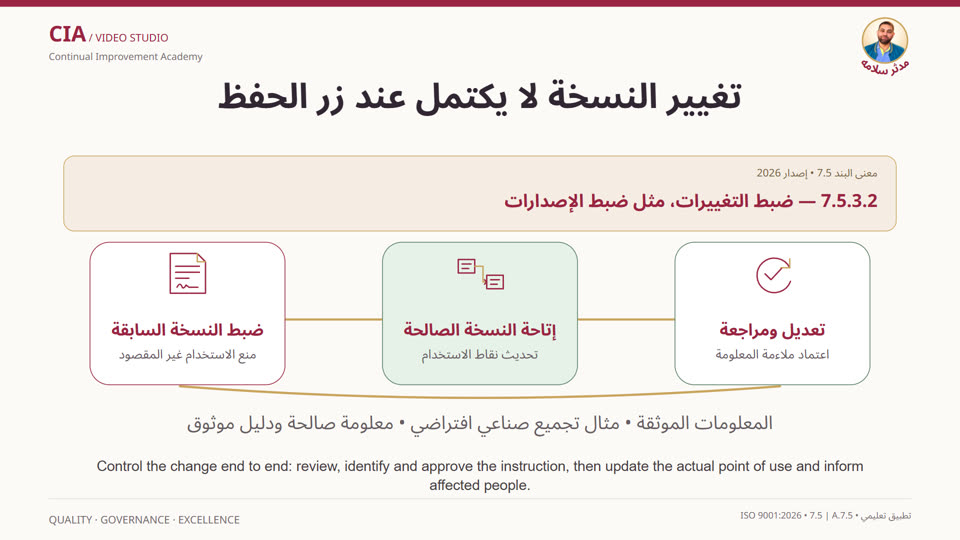 CIA / VIDEO STUDIO
Continual Improvement Academy
مدثر سلامه
تغيير النسخة لا يكتمل عند زر الحفظ
معنى البند 7.5 • إصدار 2026
7.5.3.2 — ضبط التغييرات، مثل ضبط الإصدارات
تعديل ومراجعة
اعتماد ملاءمة المعلومة
إتاحة النسخة الصالحة
تحديث نقاط الاستخدام
ضبط النسخة السابقة
منع الاستخدام غير المقصود
المعلومات الموثقة • مثال تجميع صناعي افتراضي • معلومة صالحة ودليل موثوق
Control the change end to end: review, identify and approve the instruction, then update the actual point of use and inform
affected people.
QUALITY · GOVERNANCE · EXCELLENCE
ISO 9001:2026 • 7.5 | A.7.5 • تطبيق تعليمي